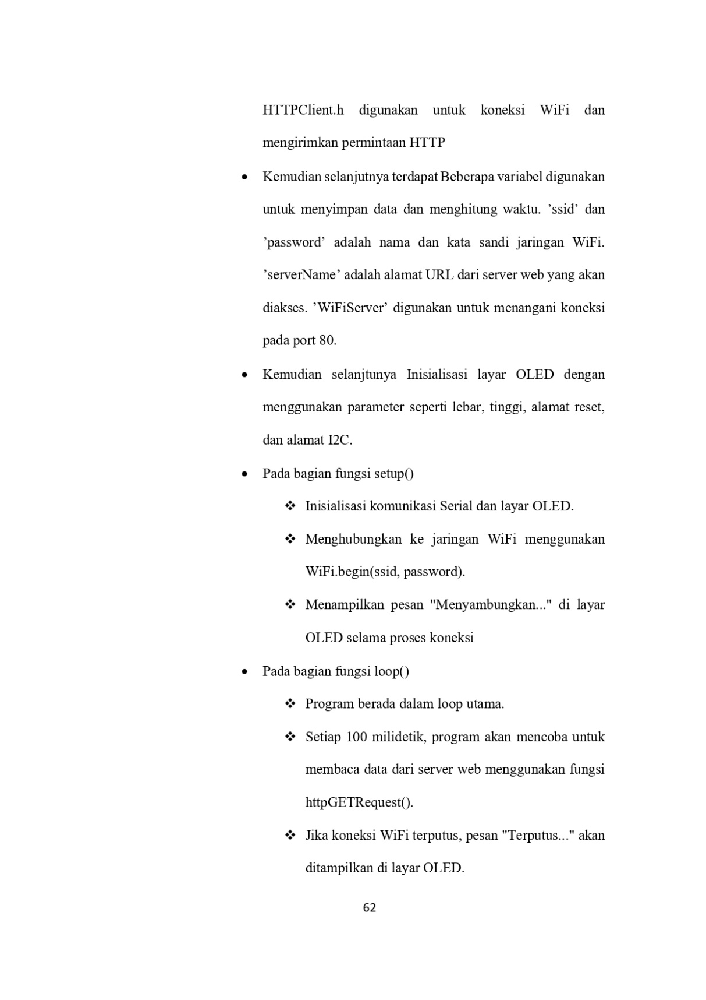 HTTPClient.h digunakan untuk koneksi WiFi dan
mengirimkan permintaan HTTP
• Kemudian selanjutnya terdapat Beberapa variabel digunakan
untuk menyimpan data dan menghitung waktu. ’ssid’ dan
’password’ adalah nama dan kata sandi jaringan WiFi.
’serverName’ adalah alamat URL dari server web yang akan
diakses. ’WiFiServer’ digunakan untuk menangani koneksi
pada port 80.
• Kemudian selanjtunya Inisialisasi layar OLED dengan
menggunakan parameter seperti lebar, tinggi, alamat reset,
dan alamat I2C.
• Pada bagian fungsi setup()
❖ Inisialisasi komunikasi Serial dan layar OLED.
❖ Menghubungkan ke jaringan WiFi menggunakan
WiFi.begin(ssid, password).
❖ Menampilkan pesan "Menyambungkan..." di layar
OLED selama proses koneksi
• Pada bagian fungsi loop()
❖ Program berada dalam loop utama.
❖ Setiap 100 milidetik, program akan mencoba untuk
membaca data dari server web menggunakan fungsi
httpGETRequest().
❖ Jika koneksi WiFi terputus, pesan "Terputus..." akan
ditampilkan di layar OLED.
62